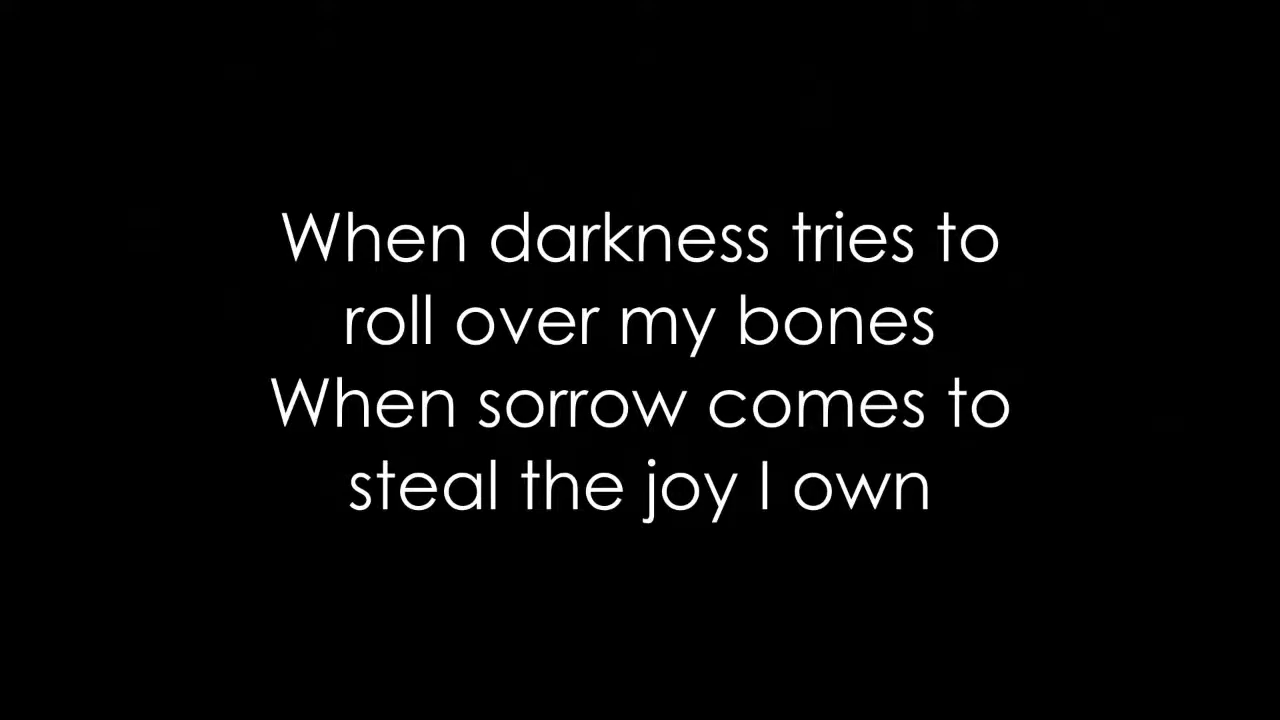 When darkness tries to
roll over my bones
When sorrow comes to
steal the joy I own